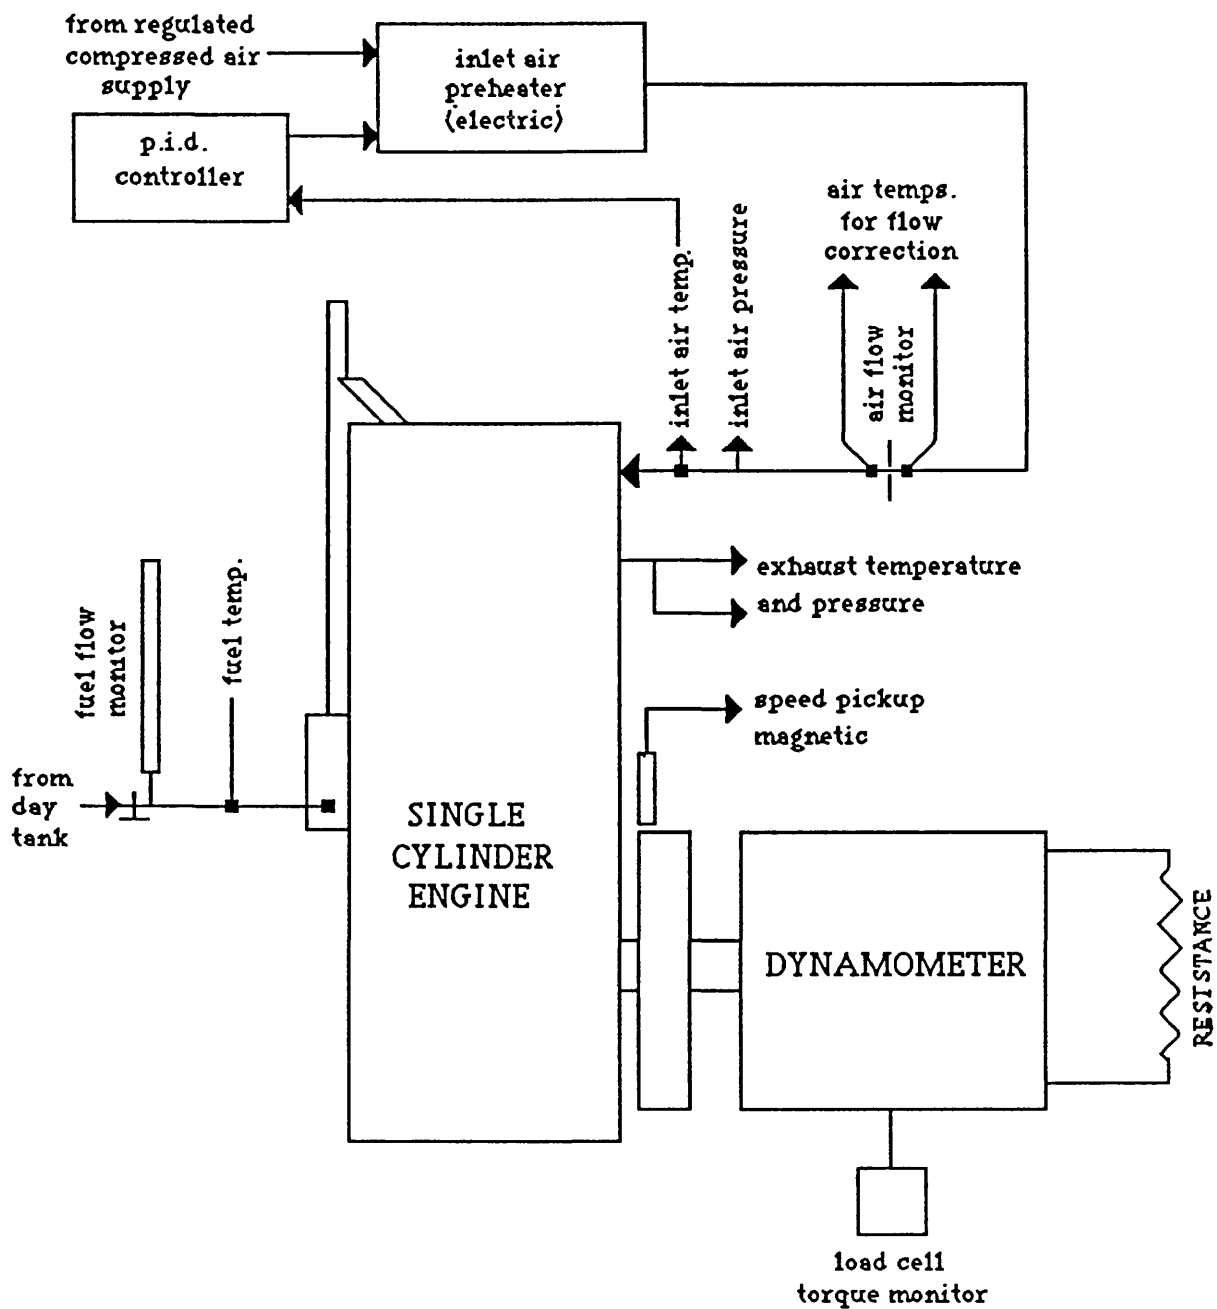 from regulated
compressed air
supply
inlet air
preheater
(electric)
p.i.d.
controller
air temps.
for flow
correction
inlet air temp.
inlet air pressure
air flow
monitor
exhaust temperature
and pressure
fuel flow
monitor
fuel temp.
speed pickup
magnetic
from
day
tank
SINGLE
CYLINDER
ENGINE
DYNAMOMETER
RESISTANCE
load cell
torque monitor